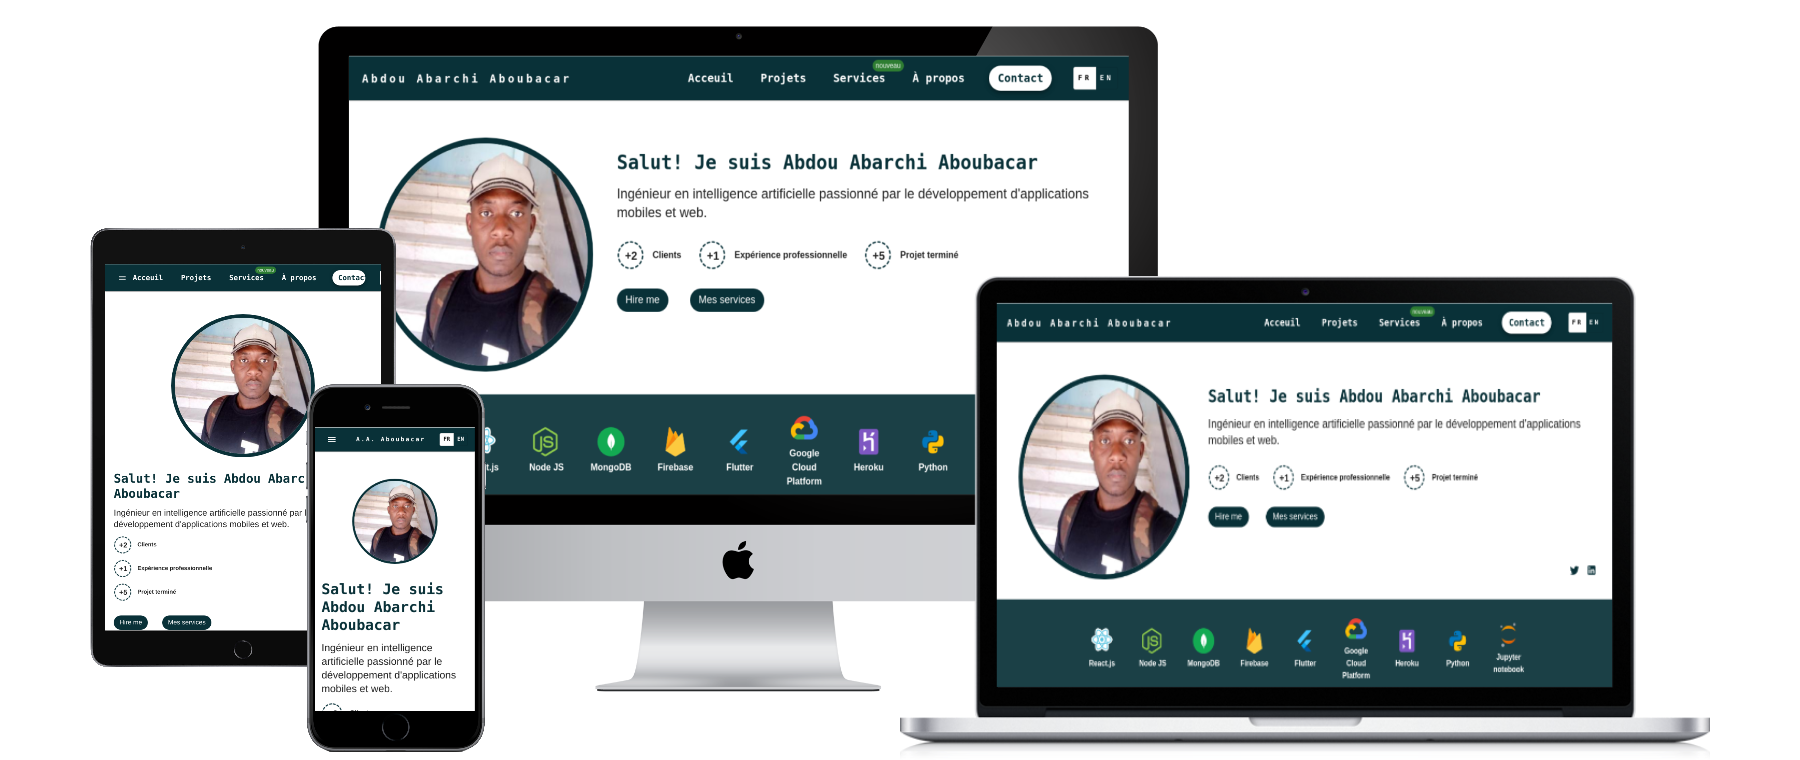 Abdou Abarchi Aboubacar
Acceuil
Projets
Services
nouveau
À propos
Contact
FR
EN
Salut! Je suis Abdou Abarchi Aboubacar
Ingénieur en intelligence artificielle passionné par le développement d'applications
mobiles et web.
+2
Clients
+1
Expérience professionnelle
+5
Projet terminé
Hire me
Mes services
t.js
Node JS
MongoDB
Firebase
Flutter
Google
Cloud
Platform
Heroku
Python
Acceuil
Projets
Services
nouveau
À propos
Contac
Salut! Je suis Abdou Abarc
Aboubacar
Ingénieur en intelligence artificielle passionné par l
développement d'applications mobiles et web.
+2
Clients
+1
Expérience professionnelle
+5
Projet terminé
Hire me
Mes services
A.A. Aboubacar
FR
EN
Salut! Je suis
Abdou Abarchi
Aboubacar
Ingénieur en intelligence
artificielle passionné par le
développement d'applications
mobiles et web.
Abdou Abarchi Aboubacar
Acceuil
Projets
Services
nouveau
À propos
Contact
FR
EN
Salut! Je suis Abdou Abarchi Aboubacar
Ingénieur en intelligence artificielle passionné par le développement d'applications
mobiles et web.
+2
Clients
+1
Expérience professionnelle
+5
Projet terminé
Hire me
Mes services
React.js
Node JS
MongoDB
Firebase
Flutter
Google
Cloud
Platform
Heroku
Python
Jupyter
notebook